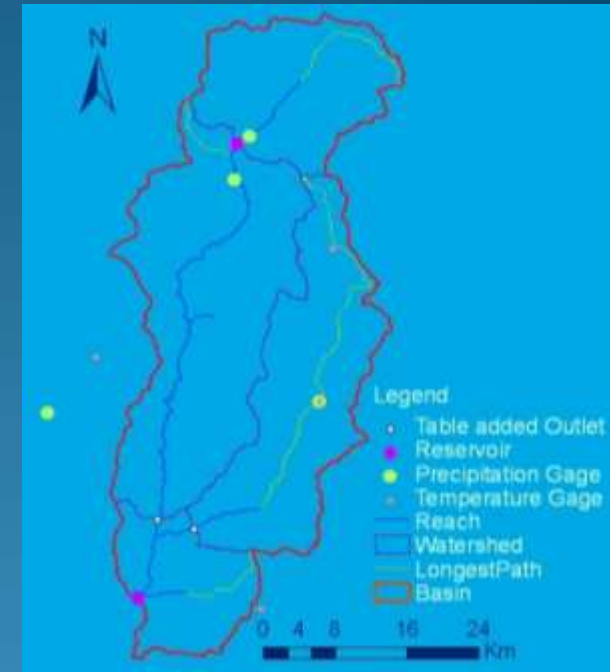 N
Legend
Table added Outlet
Reservoir
Precipitation Gage
Temperature Gage
Reach
Watershed
LongestPath
Basin
0 4 8 16 24
Km